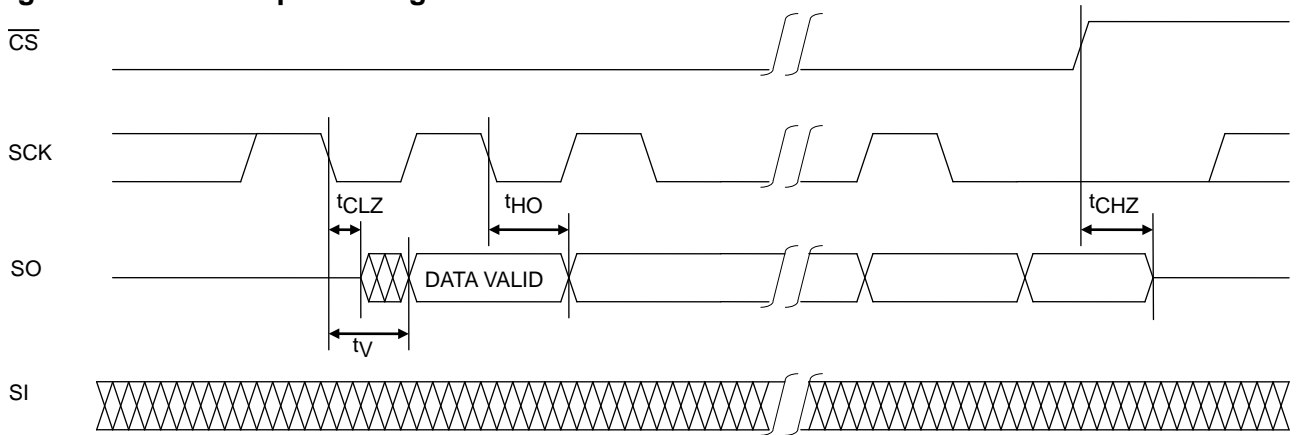 CS
SCK
tCLZ
tHO
tCHZ
SO
DATA VALID
tV
SI